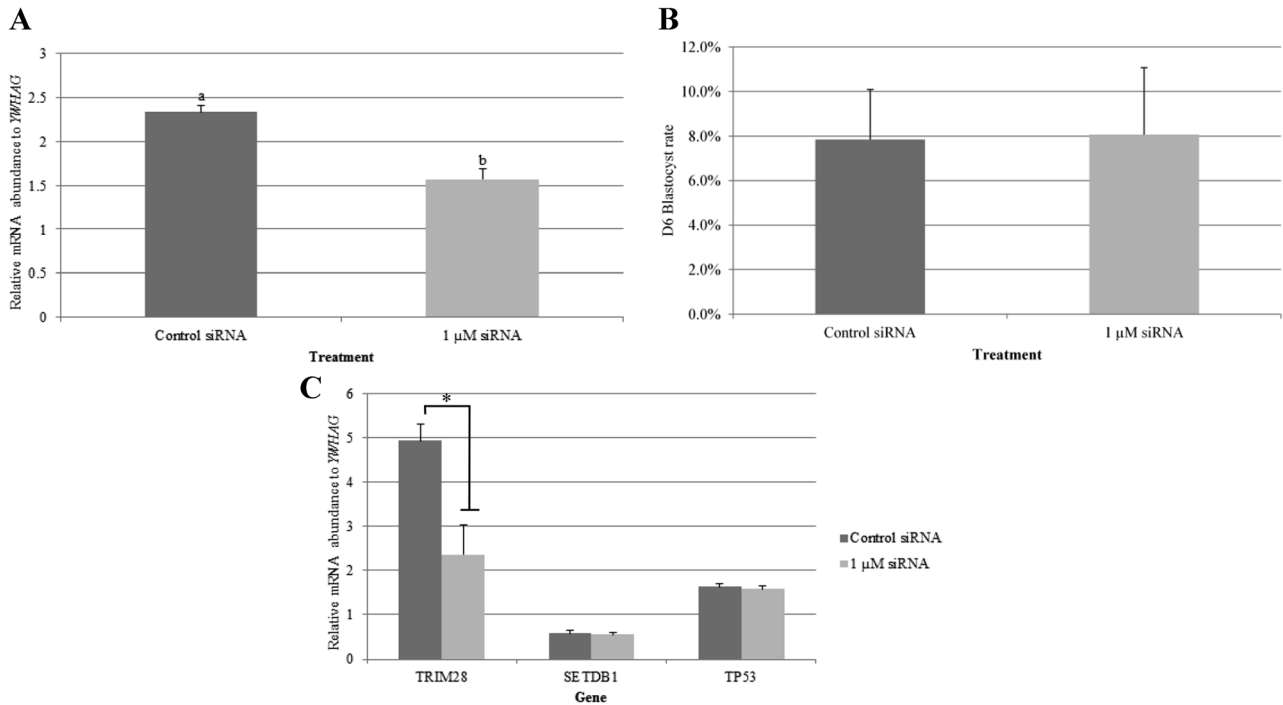 A
Relative mRNA abundance to YWHAG
3
2.5
2
1.5
1
0.5
0
a
b
Control siRNA
1 µM siRNA
Treatment
B
D6 Blastocyst rate
12.0%
10.0%
8.0%
6.0%
4.0%
2.0%
0.0%
Control siRNA
1 µM siRNA
Treatment
C
Relative mRNA abundance to YWHAG
6
5
4
3
2
1
0
*
TRIM28
SETDB1
TP53
Gene
Control siRNA
1 µM siRNA